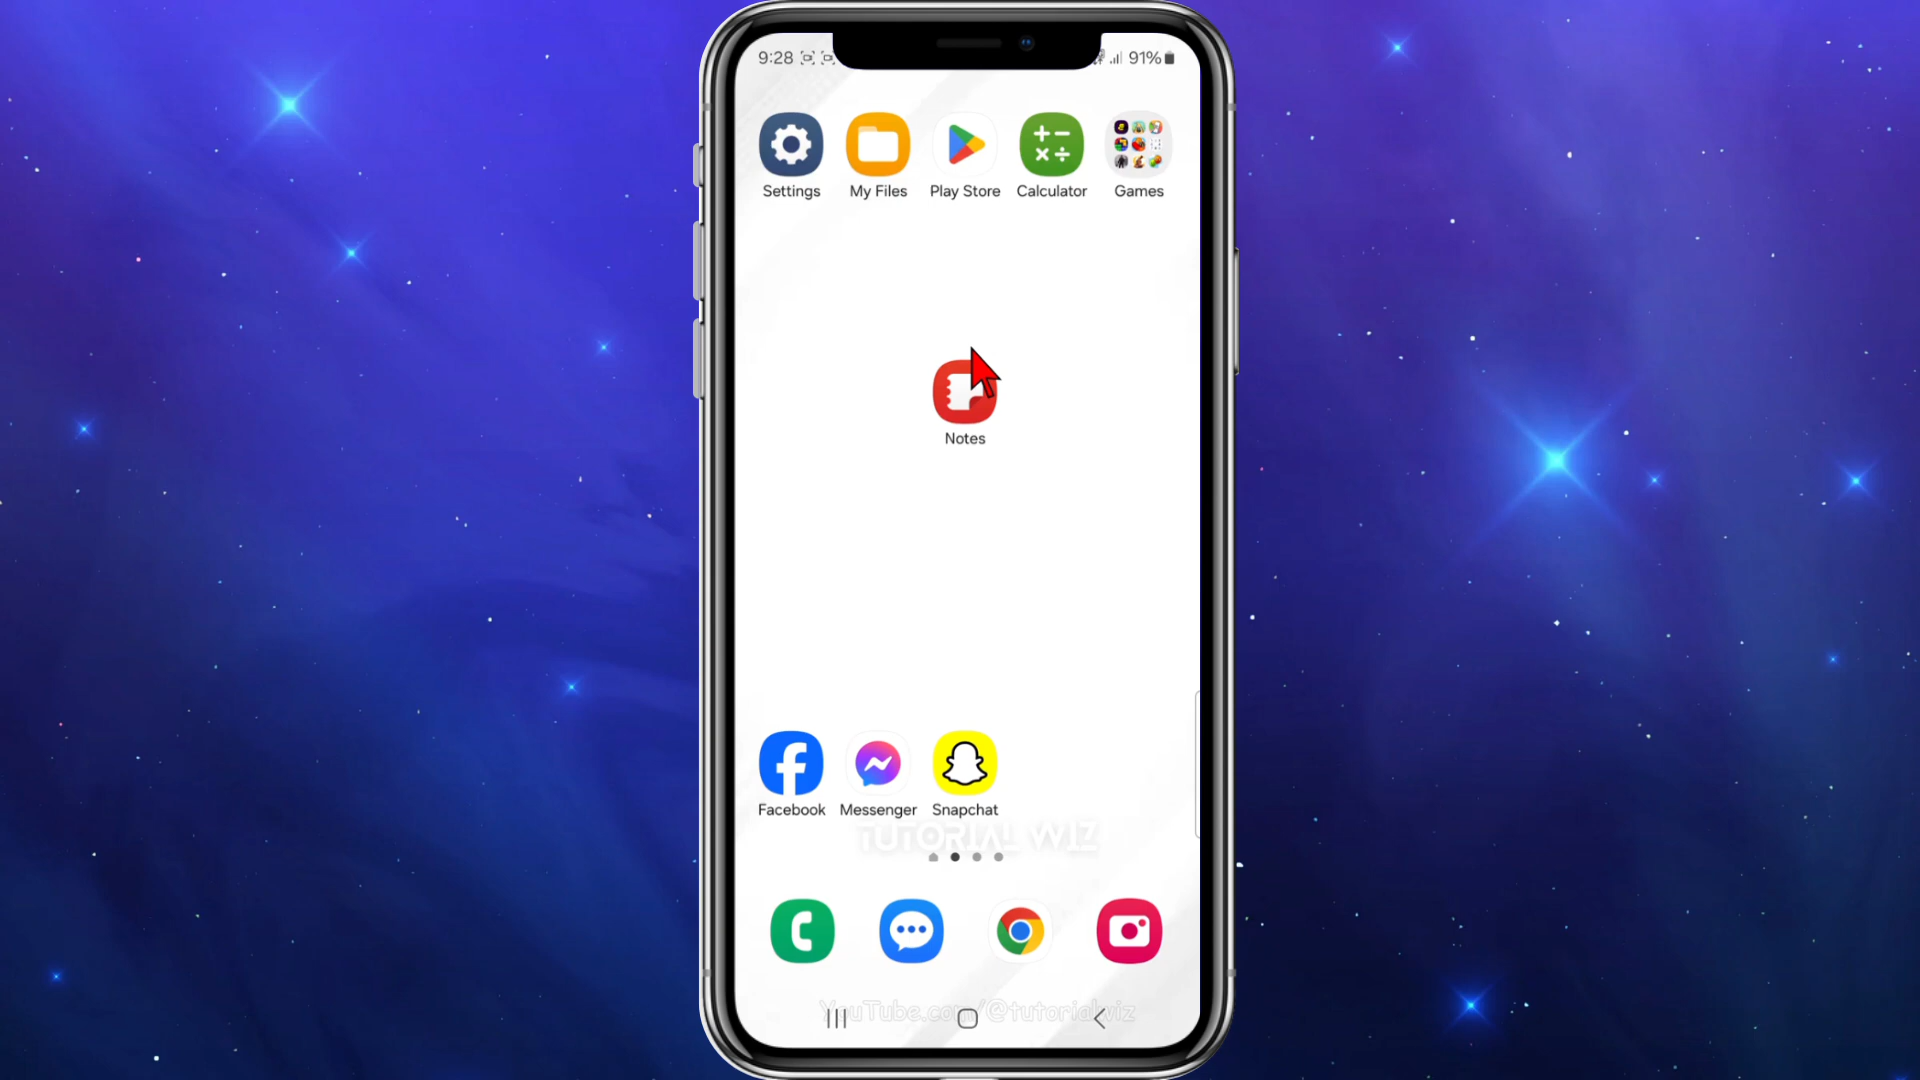 9:28 91%
Settings My Files Play Store Calculator Games
Notes
Facebook Messenger Snapchat
TUTORIAL WIZ
YouTube.com/@tutorialwiz